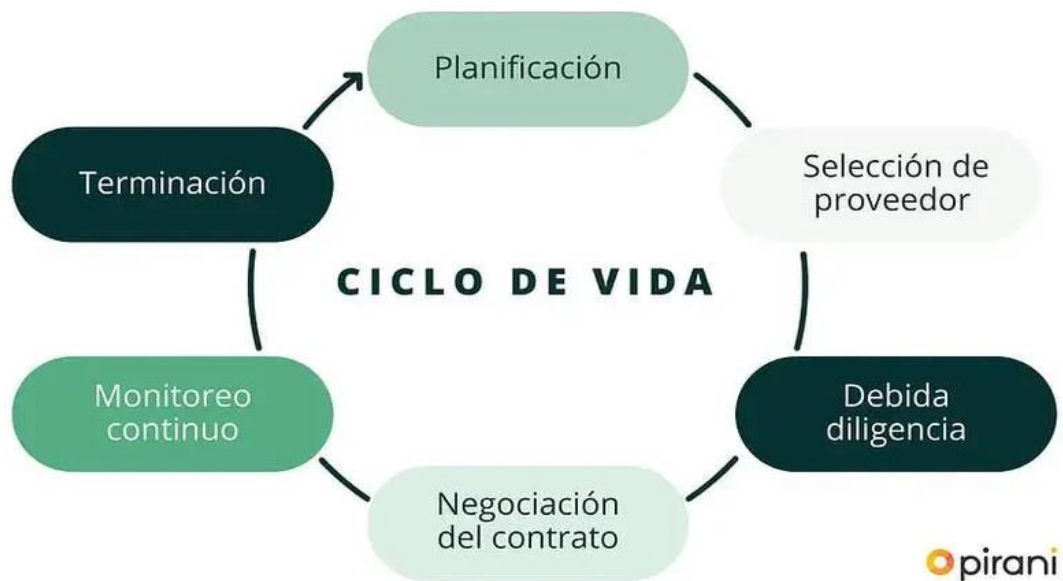 Planificación
Selección de
proveedor
Debida
diligencia
Negociación
del contrato
Monitoreo
continuo
Terminación
CICLO DE VIDA
pirani